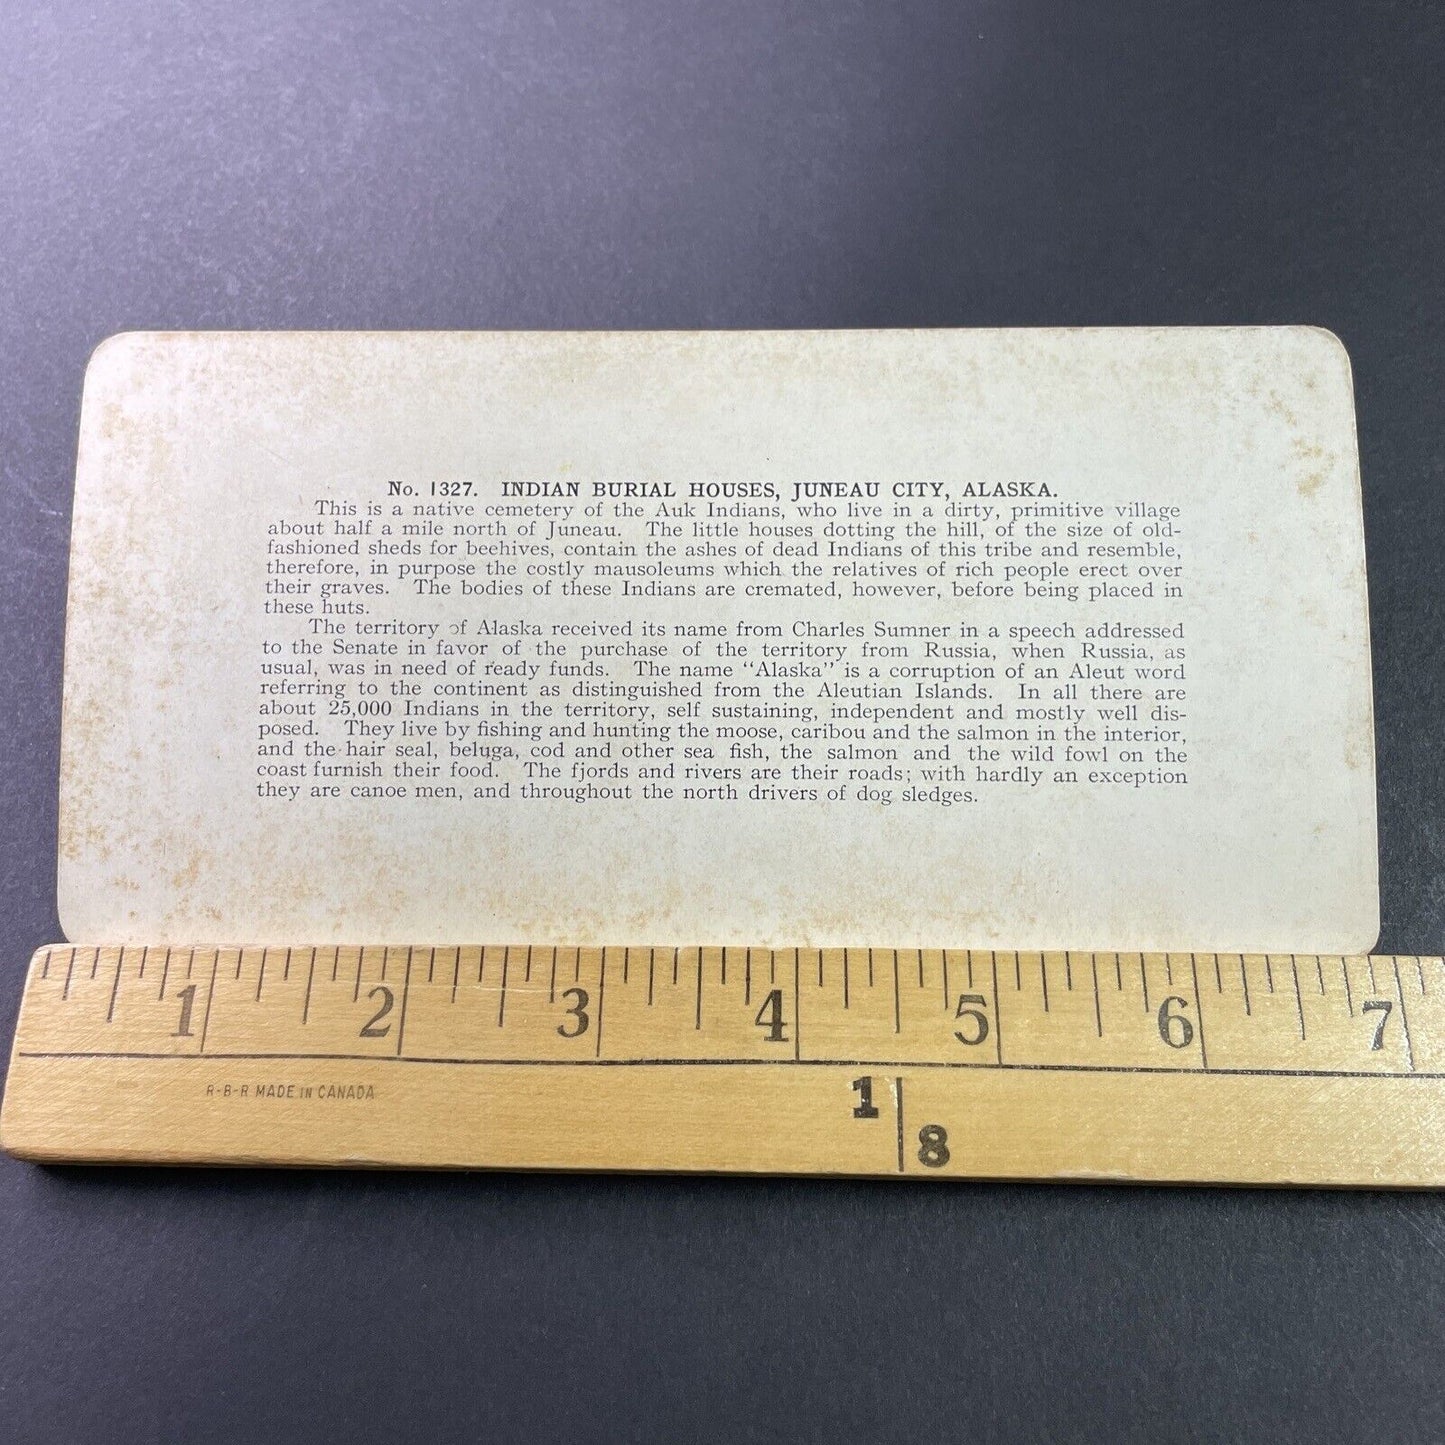 No. 1327. INDIAN BURIAL HOUSES, JUNEAU CITY, ALASKA.
This is a native cemetery of the Auk Indians, who live in a dirty, primitive village
about half a mile north of Juneau. The little houses dotting the hill, of the size of old-
fashioned sheds for beehives, contain the ashes of dead Indians of this tribe and resemble,
therefore, in purpose the costly mausoleums which the relatives of rich people erect over
their graves. The bodies of these Indians are cremated, however, before being placed in
these huts.
The territory of Alaska received its name from Charles Sumner in a speech addressed
to the Senate in favor of the purchase of the territory from Russia, when Russia, as
usual, was in need of ready funds. The name "Alaska" is a corruption of an Aleut word
referring to the continent as distinguished from the Aleutian Islands. In all there are
about 25,000 Indians in the territory, self sustaining, independent and mostly well dis-
posed. They live by fishing and hunting the moose, caribou and the salmon in the interior,
and the hair seal, beluga, cod and other sea fish, the salmon and the wild fowl on the
coast furnish their food. The fjords and rivers are their roads; with hardly an exception
they are canoe men, and throughout the north drivers of dog sledges.
1 2 3 4 5 6 7
R-B-R MADE IN CANADA
1 8